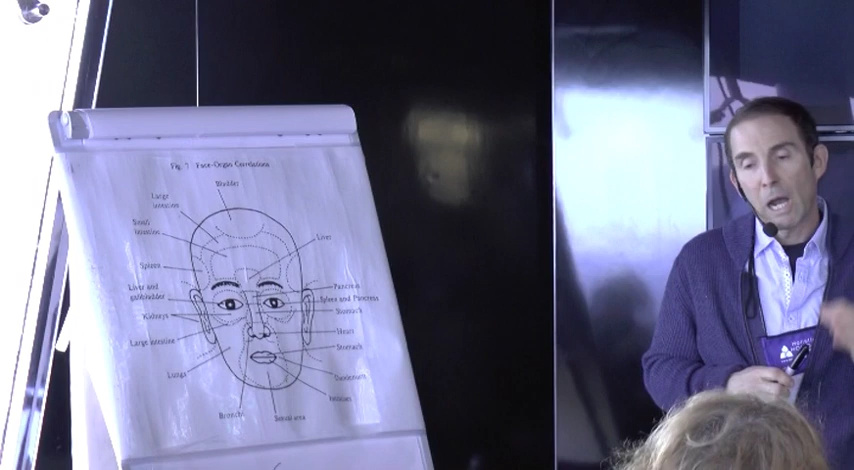 Fig. 7 Face-Organ Correlations
Bladder
Large
intestine
Small
intestine
Liver
Spleen
Liver and
gallbladder
Pancreas
Spleen and Pancreas
Stomach
Kidneys
Heart
Large intestine
Stomach
Lungs
Duodenum
Bronchi
Sexual area